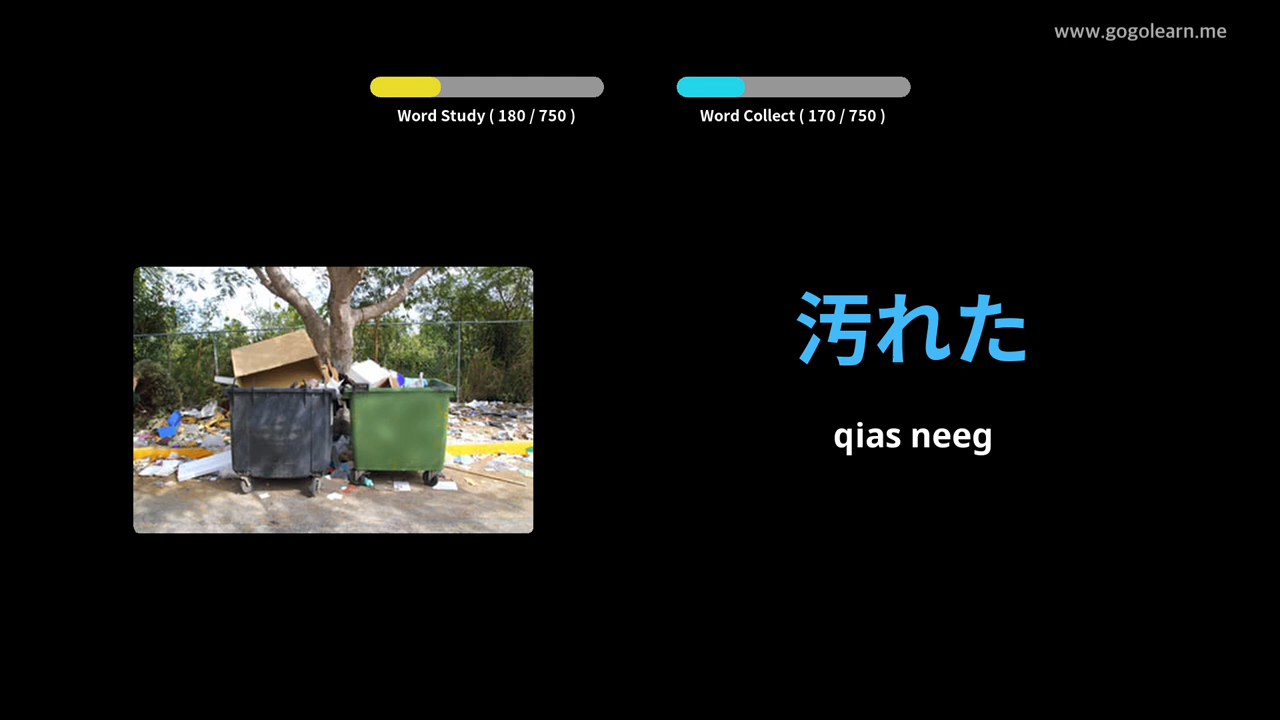 www.gogolearn.me
Word Study ( 180 / 750 )
Word Collect ( 170 / 750 )
汚れた
qias neeg